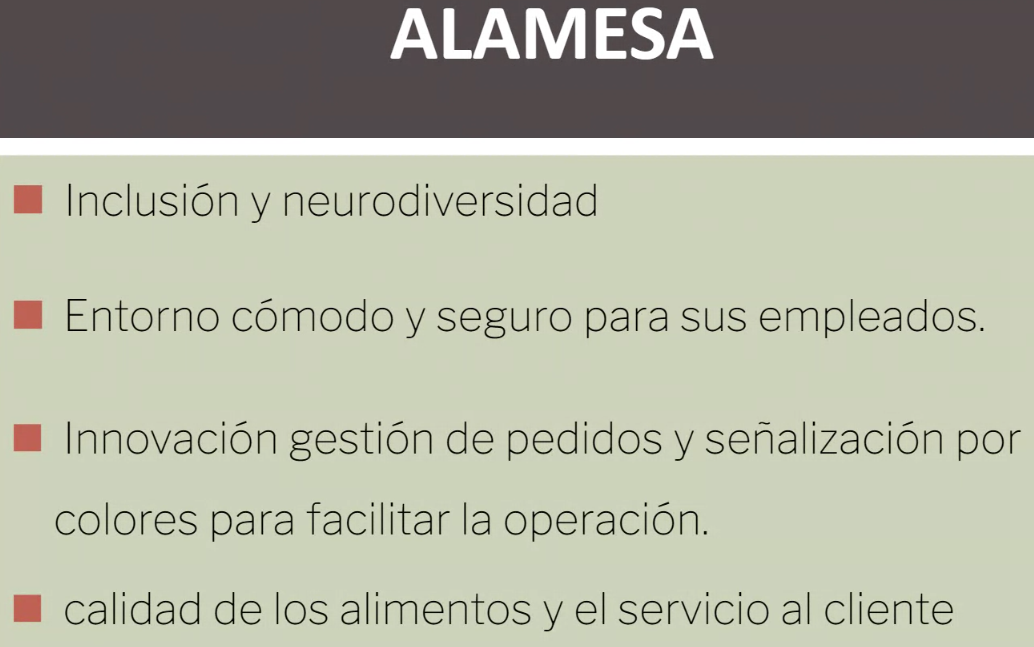 ALAMESA
Inclusión y neurodiversidad
Entorno cómodo y seguro para sus empleados.
Innovación gestión de pedidos y señalización por
colores para facilitar la operación.
calidad de los alimentos y el servicio al cliente